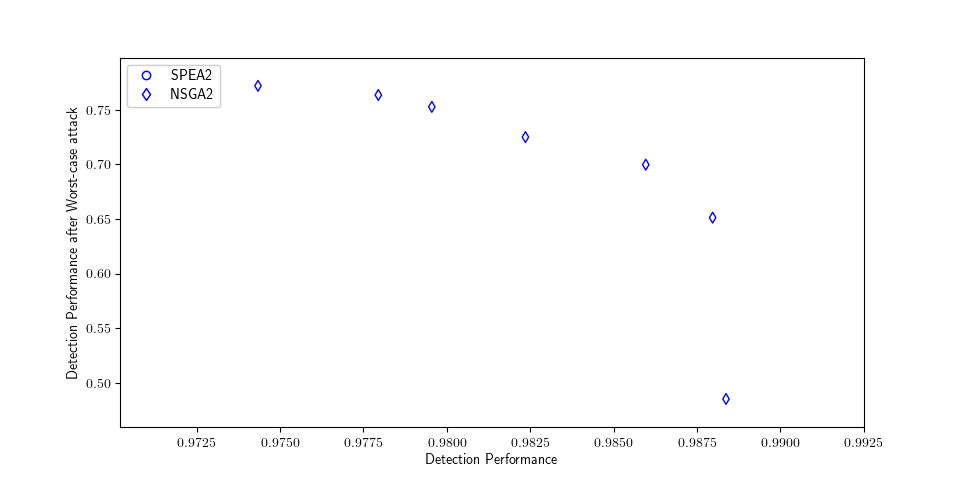 SPEA2
NSGA2
Detection Performance after Worst-case attack
0.75
0.70
0.65
0.60
0.55
0.50
0.9725 0.9750 0.9775 0.9800 0.9825 0.9850 0.9875 0.9900 0.9925
Detection Performance